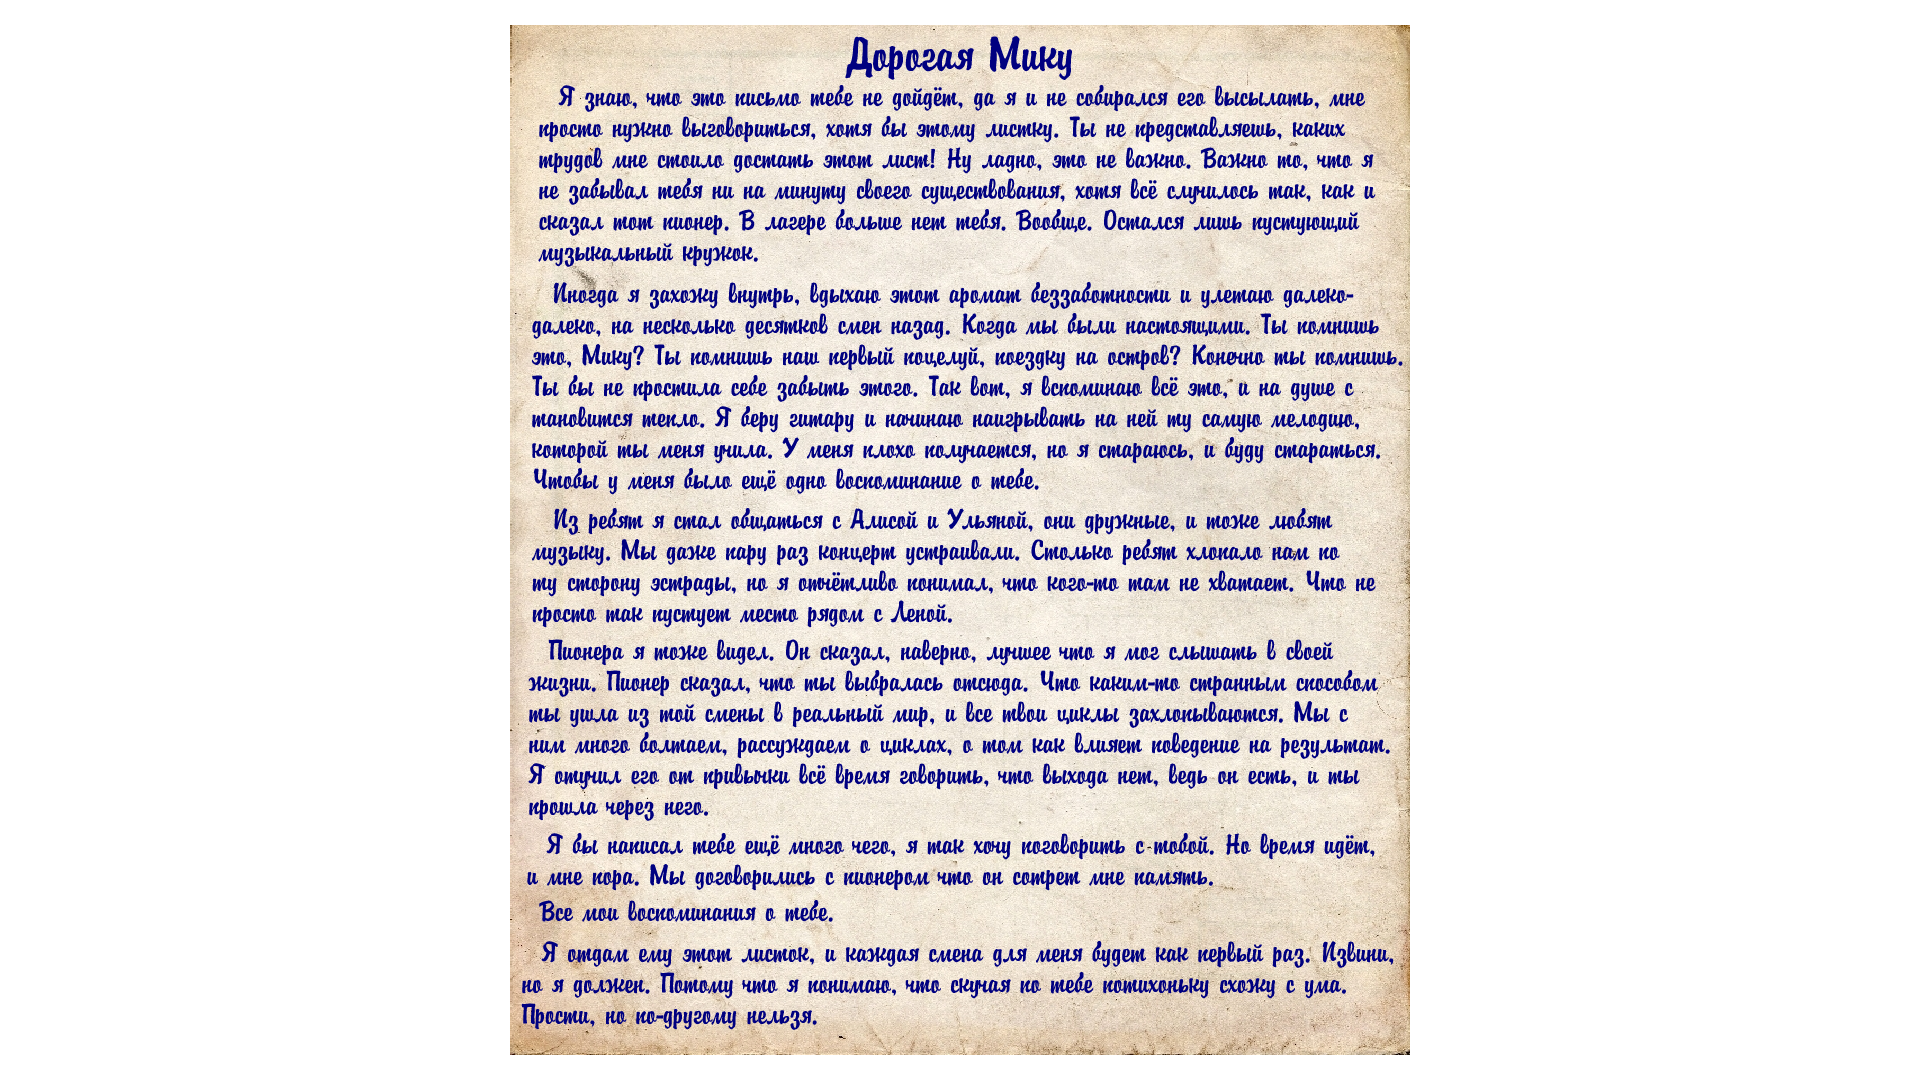 Дорогая Мику
Я знаю, что это письмо тебе не дойдёт, да я и не собирался его высылать, мне
просто нужно выговориться, хотя бы этому листку. Ты не представляешь, каких
трудов мне стоило достать этот лист! Ну ладно, это не важно. Важно то, что я
не забывал тебя ни на минуту своего существования, хотя всё случилось так, как и
сказал тот пионер. В лагере больше нет тебя. Вообще. Остался лишь пустующий
музыкальный кружок.
Иногда я захожу внутрь, вдыхаю этот аромат беззаботности и улетаю далеко-
далеко, на несколько десятков смен назад. Когда мы были настоящими. Ты помнишь
это, Мику? Ты помнишь наш первый поцелуй, поездку на остров? Конечно ты помнишь.
Ты бы не простила себе забыть этого. Так вот, я вспоминаю всё это, и на душе с
тановится тепло. Я беру гитару и начинаю наигрывать на ней ту самую мелодию,
которой ты меня учила. У меня плохо получается, но я стараюсь, и буду стараться.
Чтобы у меня было ещё одно воспоминание о тебе.
Из ребят я стал общаться с Алисой и Ульяной, они дружные, и тоже любят
музыку. Мы даже пару раз концерт устраивали. Столько ребят хлопало нам по
ту сторону эстрады, но я отчётливо понимал, что кого-то там не хватает. Что не
просто так пустует место рядом с Леной.
Пионера я тоже видел. Он сказал, наверно, лучшее что я мог слышать в своей
жизни. Пионер сказал, что ты выбралась отсюда. Что каким-то странным способом
ты ушла из той смены в реальный мир, и все твои циклы захлопываются. Мы с
ним много болтаем, рассуждаем о циклах, о том как влияет поведение на результат.
Я отучил его от привычки всё время говорить, что выхода нет, ведь он есть, и ты
прошла через него.
Я бы написал тебе ещё много чего, я так хочу поговорить с тобой. Но время идёт,
и мне пора. Мы договорились с пионером что он сотрет мне память.
Все мои воспоминания о тебе.
Я отдам ему этот листок, и каждая смена для меня будет как первый раз. Извини,
но я должен. Потому что я понимаю, что скучая по тебе потихоньку схожу с ума.
Прости, но по-другому нельзя.